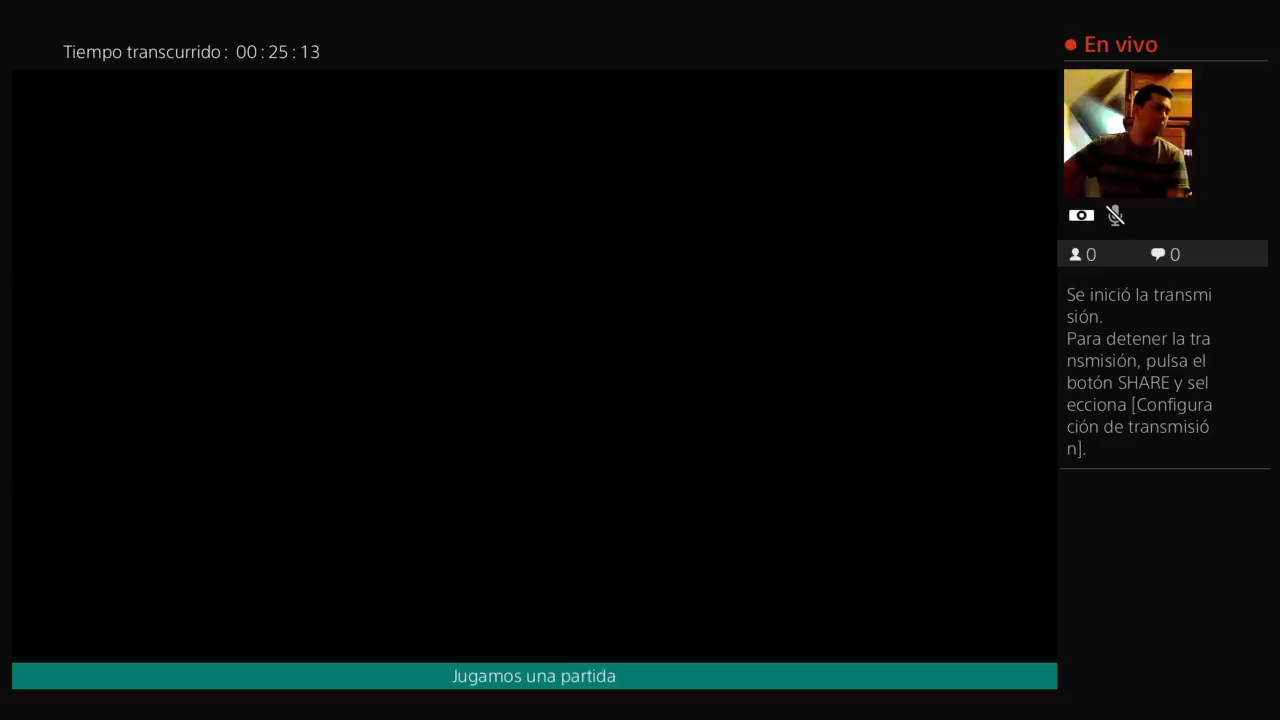 Tiempo transcurrido : 00 : 25 : 13
En vivo
0 0
Se inició la transmi
sión.
Para detener la tra
nsmisión, pulsa el
botón SHARE y sel
ecciona [Configura
ción de transmisió
n].
Jugamos una partida